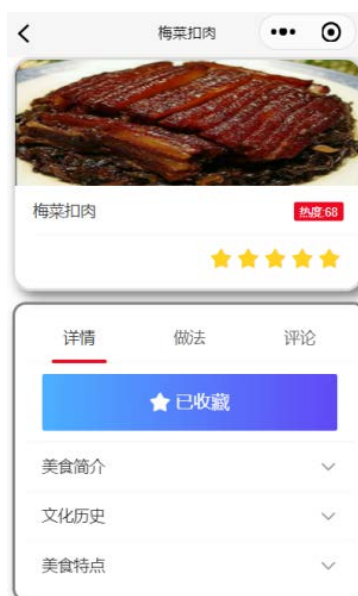 梅菜扣肉
梅菜扣肉
热度:68
详情 做法 评论
已收藏
美食简介
文化历史
美食特点